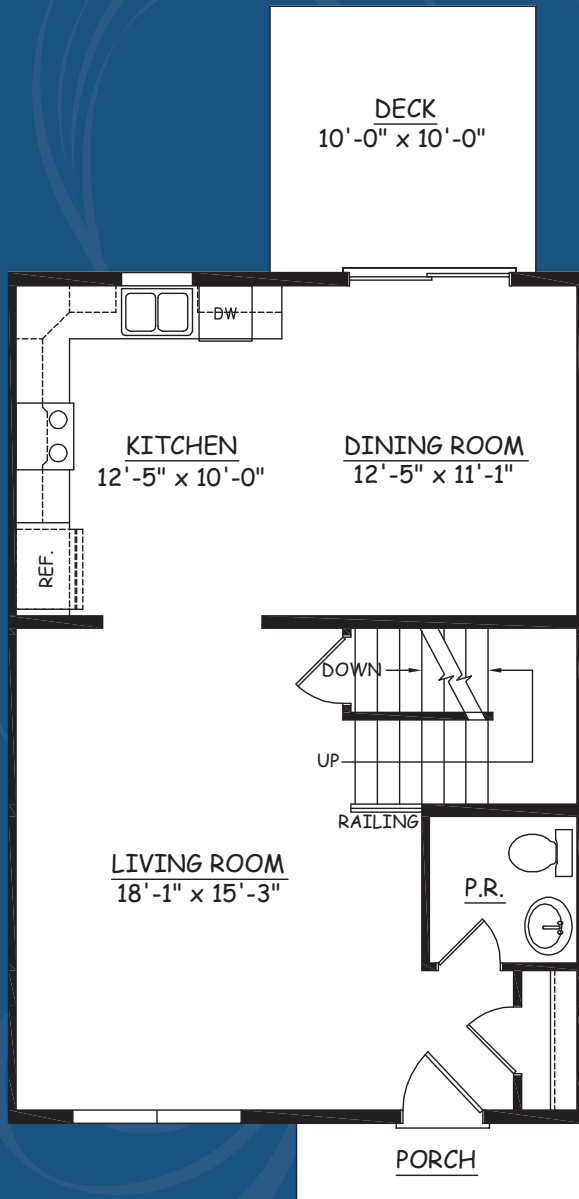 DECK
10'-0" x 10'-0"
DW
KITCHEN
12'-5" x 10'-0"
DINING ROOM
12'-5" x 11'-1"
REF.
DOWN
UP
RAILING
LIVING ROOM
18'-1" x 15'-3"
P.R.
PORCH